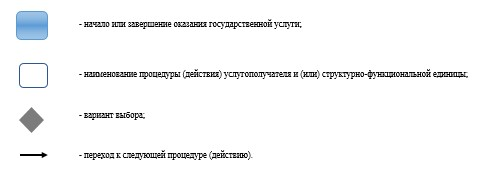 - начало или завершение оказания государственной услуги;
- наименование процедуры (действия) услугополучателя и (или) структурно-функциональной единицы;
- вариант выбора;
- переход к следующей процедуре (действию).